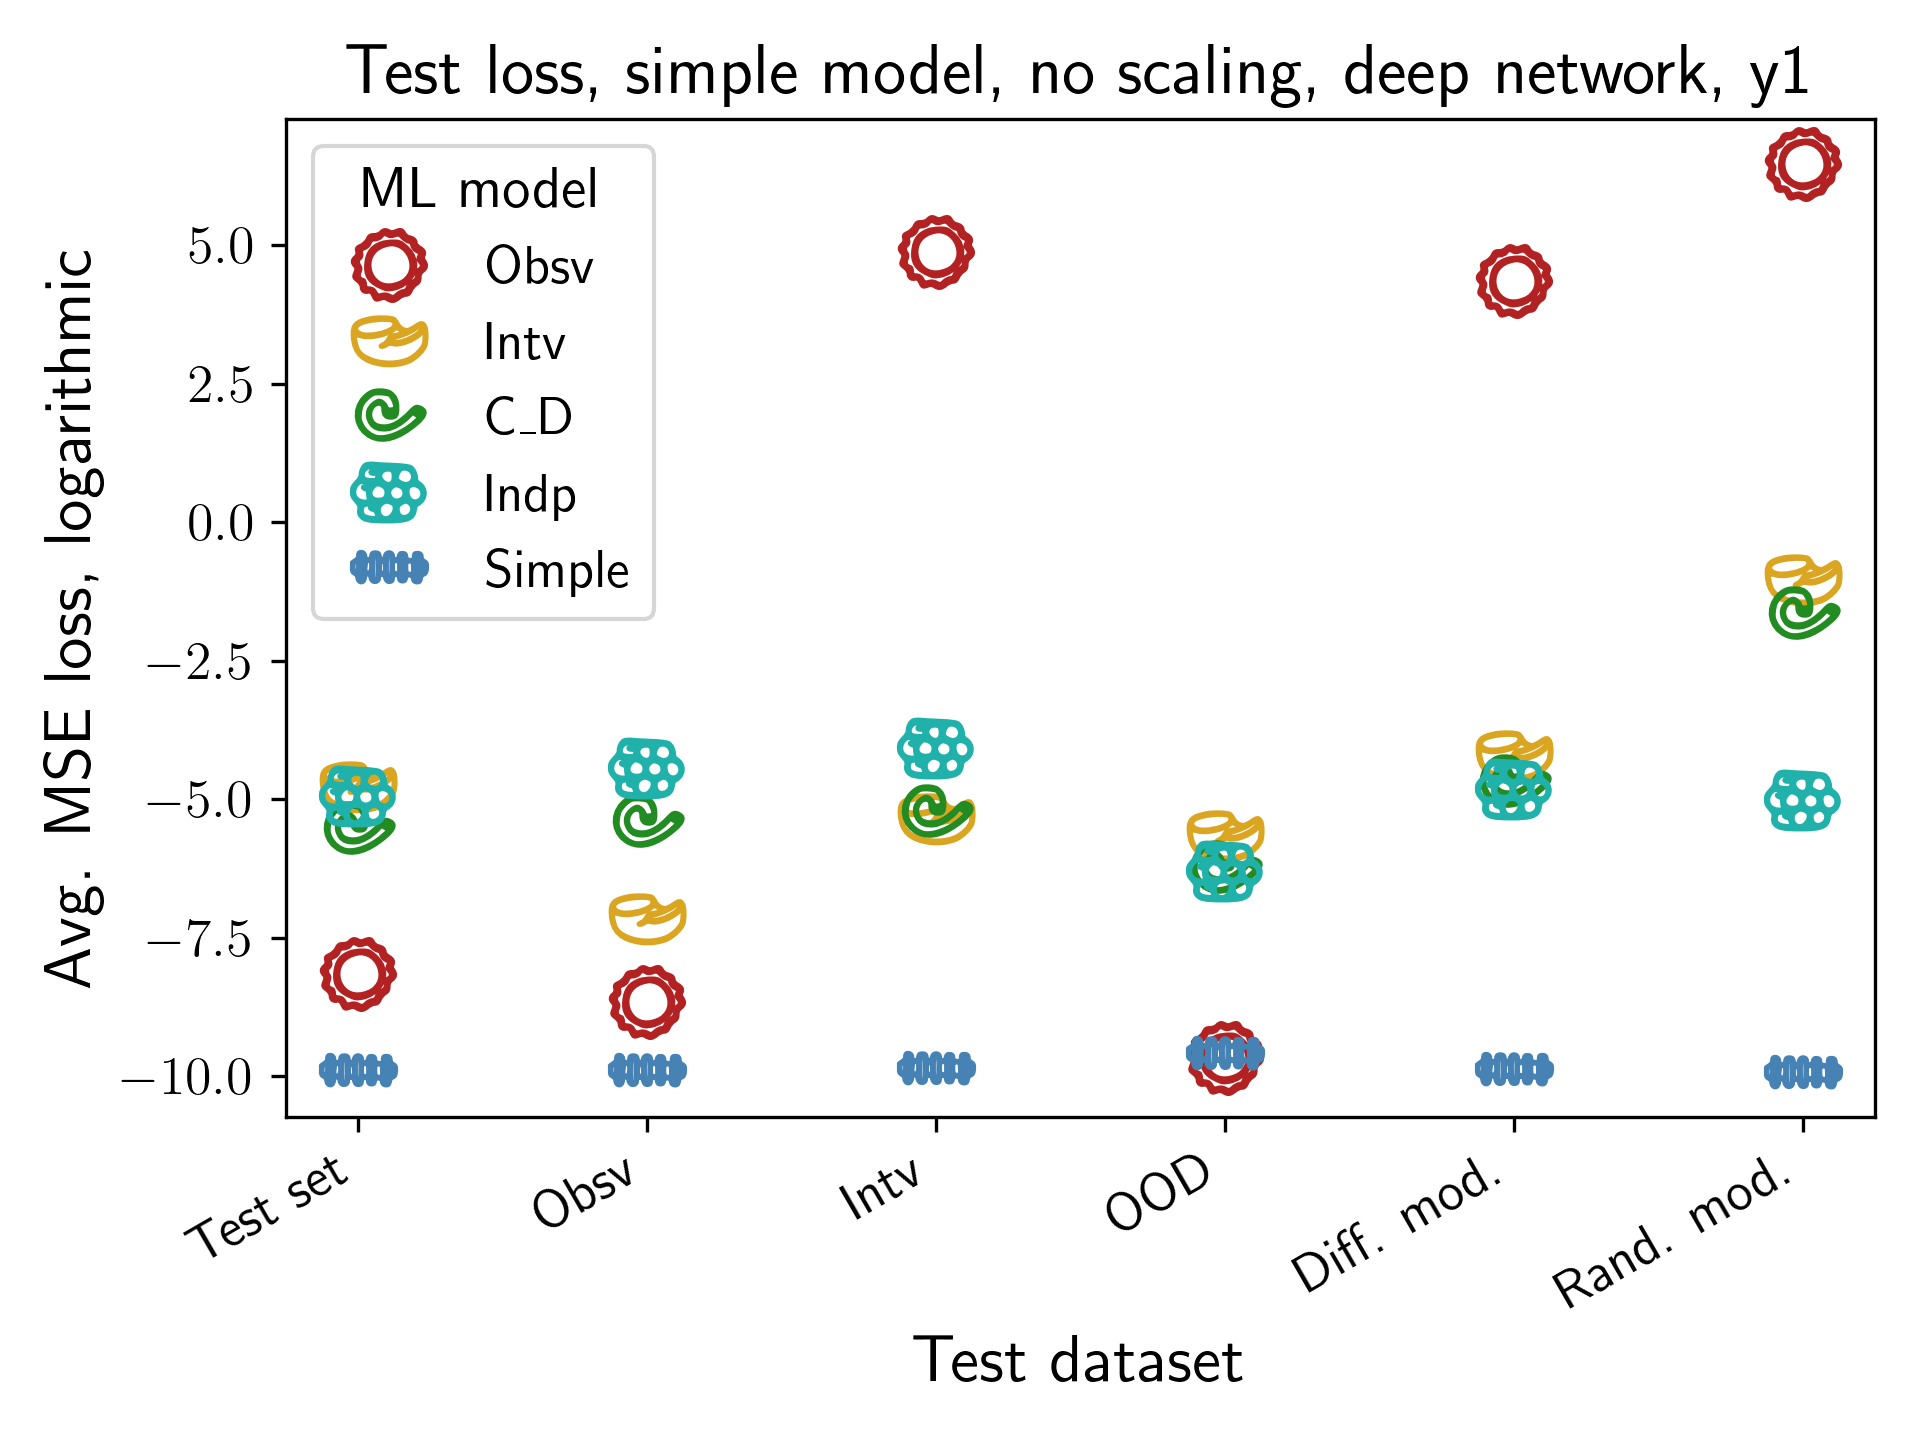 Test loss, simple model, no scaling, deep network, y1
ML model
Obsv
Intv
C_D
Indp
Simple
Avg. MSE loss, logarithmic
5.0
2.5
0.0
−2.5
−5.0
−7.5
−10.0
Test set
Obsv
Intv
OOD
Diff. mod.
Rand. mod.
Test dataset